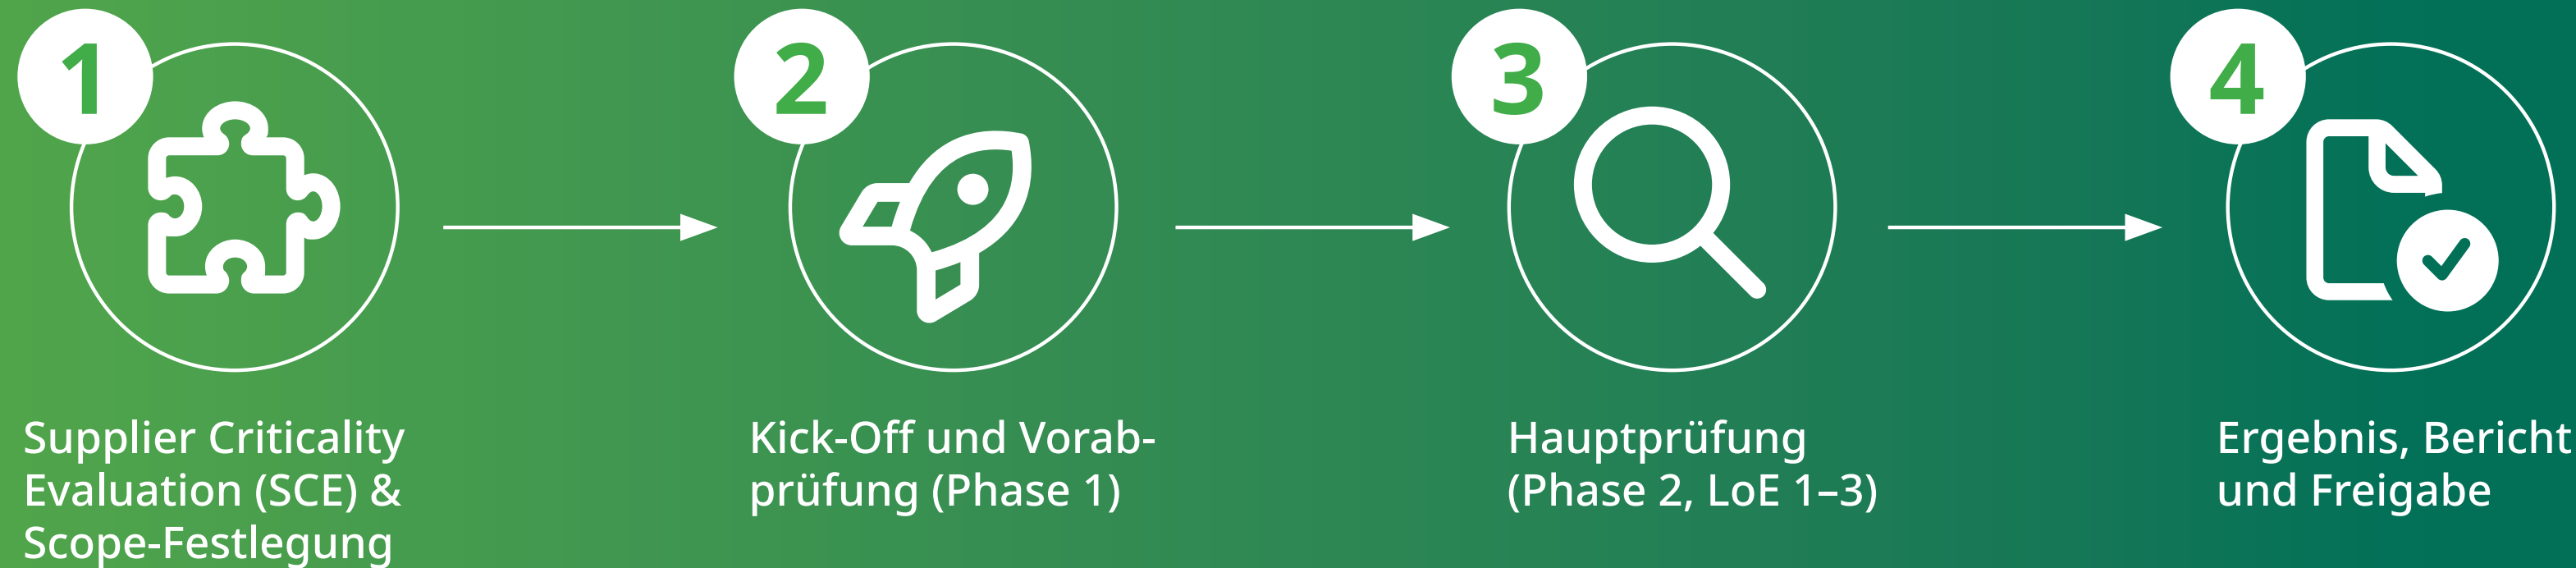 1
Supplier Criticality
Evaluation (SCE) &
Scope-Festlegung
2
Kick-Off und Vorab-
prüfung (Phase 1)
3
Hauptprüfung
(Phase 2, LoE 1–3)
4
Ergebnis, Bericht
und Freigabe